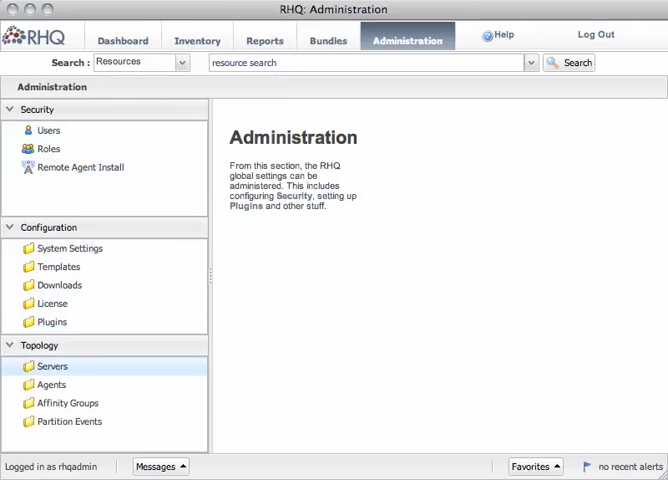 RHQ: Administration
RHQ
Dashboard
Inventory
Reports
Bundles
Administration
Help
Log Out
Search :
Resources
resource search
Search
Administration
Security
Users
Roles
Remote Agent Install
Configuration
System Settings
Templates
Downloads
License
Plugins
Topology
Servers
Agents
Affinity Groups
Partition Events
Administration
From this section, the RHQ
global settings can be
administered. This includes
configuring Security, setting up
Plugins and other stuff.
Logged in as rhqadmin
Messages
Favorites
no recent alerts